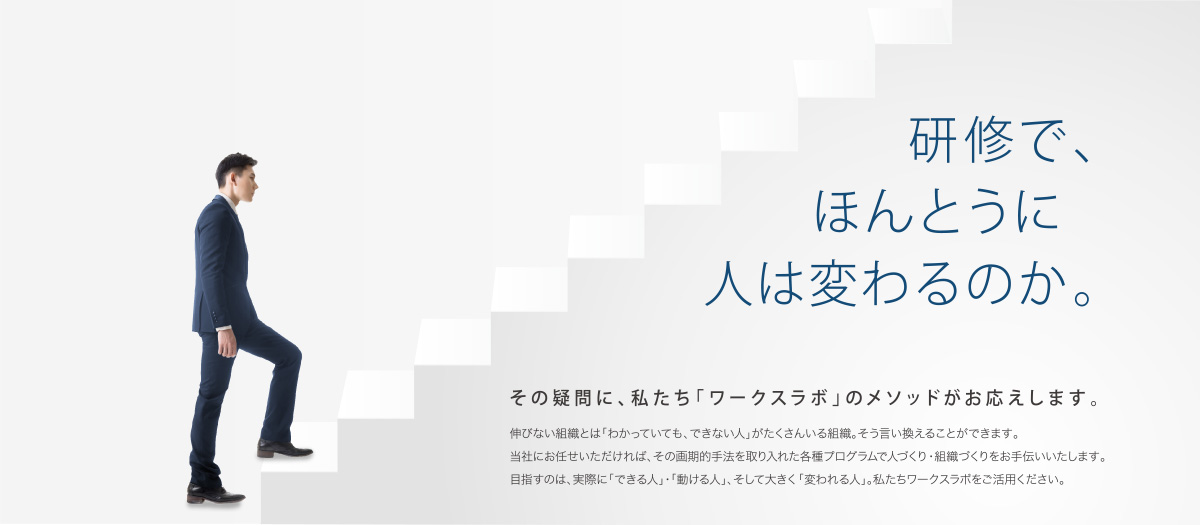 研修で、
ほんとうに
人は変わるのか。
その疑問に、私たち「ワークスラボ」のメソッドがお応えします。
伸びない組織とは「わかっていても、できない人」がたくさんいる組織。そう言い換えることができます。
当社にお任せいただければ、その画期的手法を取り入れた各種プログラムで人づくり・組織づくりをお手伝いいたします。
目指すのは、実際に「できる人」・「動ける人」、そして大きく「変われる人」。私たちワークスラボをご活用ください。